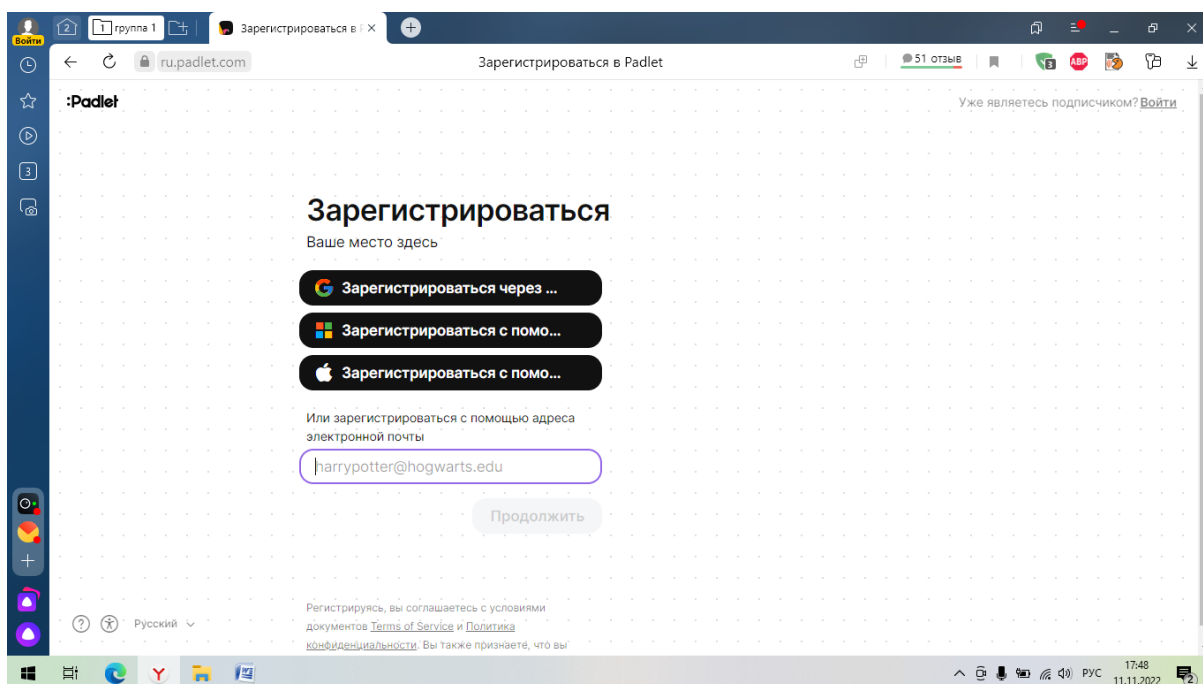 Войти
2
1 группа 1
Зарегистрироваться в
ru.padlet.com
Зарегистрироваться в Padlet
51 отзыв
3
ABP
:Padlet
Уже являетесь подписчиком? Войти
3
Зарегистрироваться
Ваше место здесь
Зарегистрироваться через ...
Зарегистрироваться с помо...
Зарегистрироваться с помо...
Или зарегистрироваться с помощью адреса
электронной почты
harrypotter@hogwarts.edu
Продолжить
Регистрируясь, вы соглашаетесь с условиями
документов Terms of Service и Политика
конфиденциальности. Вы также признаете, что вы
Русский
РУС
17:48
11.11.2022
2